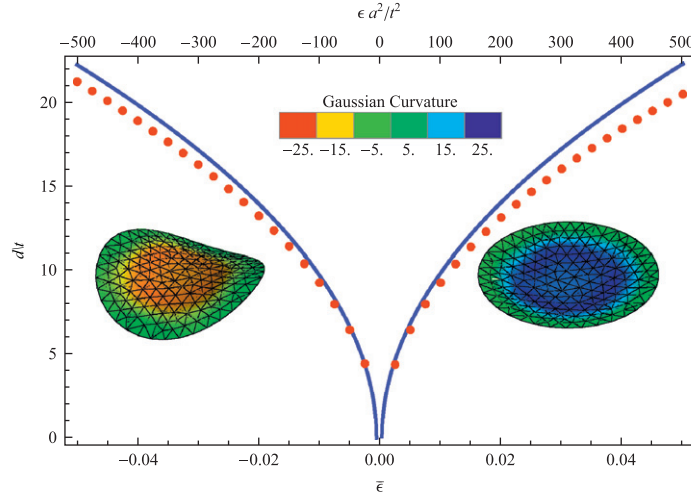 ϵ a²/t²
−500 −400 −300 −200 −100 0 100 200 300 400 500
Gaussian Curvature
−25. −15. −5. 5. 15. 25.
20
15
d\t
10
5
0
−0.04 −0.02 0.00 0.02 0.04
ϵ̅